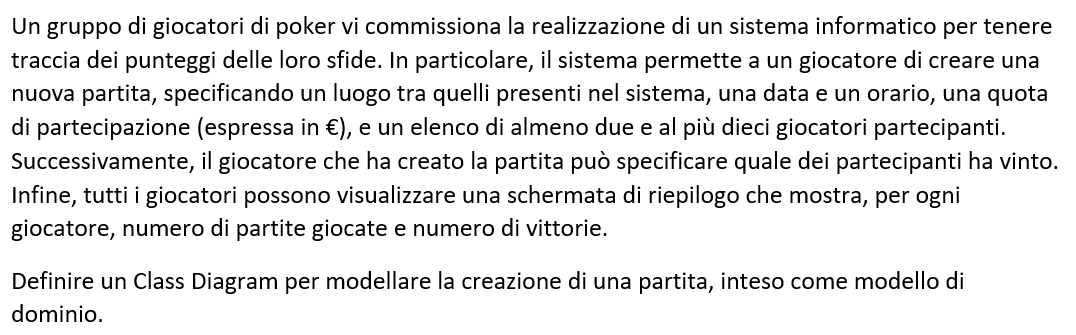 Un gruppo di giocatori di poker vi commissiona la realizzazione di un sistema informatico per tenere
traccia dei punteggi delle loro sfide. In particolare, il sistema permette a un giocatore di creare una
nuova partita, specificando un luogo tra quelli presenti nel sistema, una data e un orario, una quota
di partecipazione (espressa in €), e un elenco di almeno due e al più dieci giocatori partecipanti.
Successivamente, il giocatore che ha creato la partita può specificare quale dei partecipanti ha vinto.
Infine, tutti i giocatori possono visualizzare una schermata di riepilogo che mostra, per ogni
giocatore, numero di partite giocate e numero di vittorie.
Definire un Class Diagram per modellare la creazione di una partita, inteso come modello di
dominio.